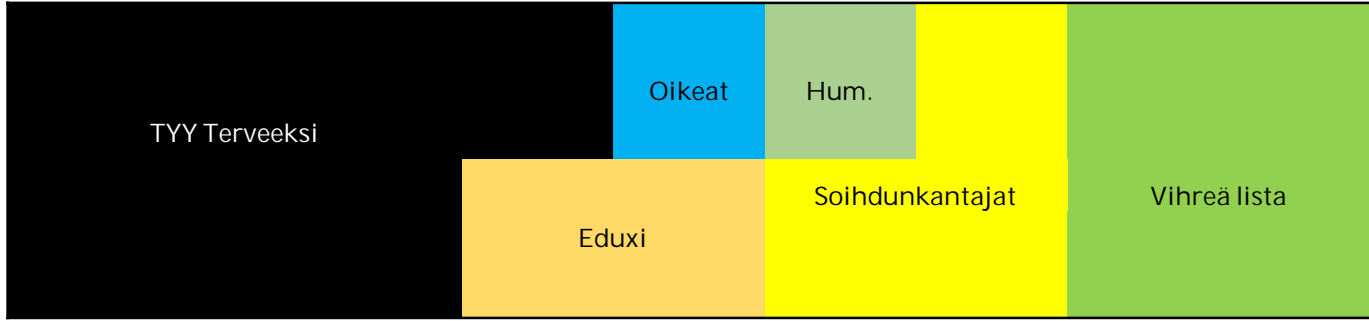 TYY Terveeksi
Oikeat
Hum.
Eduxi
Soihdunkantajat
Vihreä lista